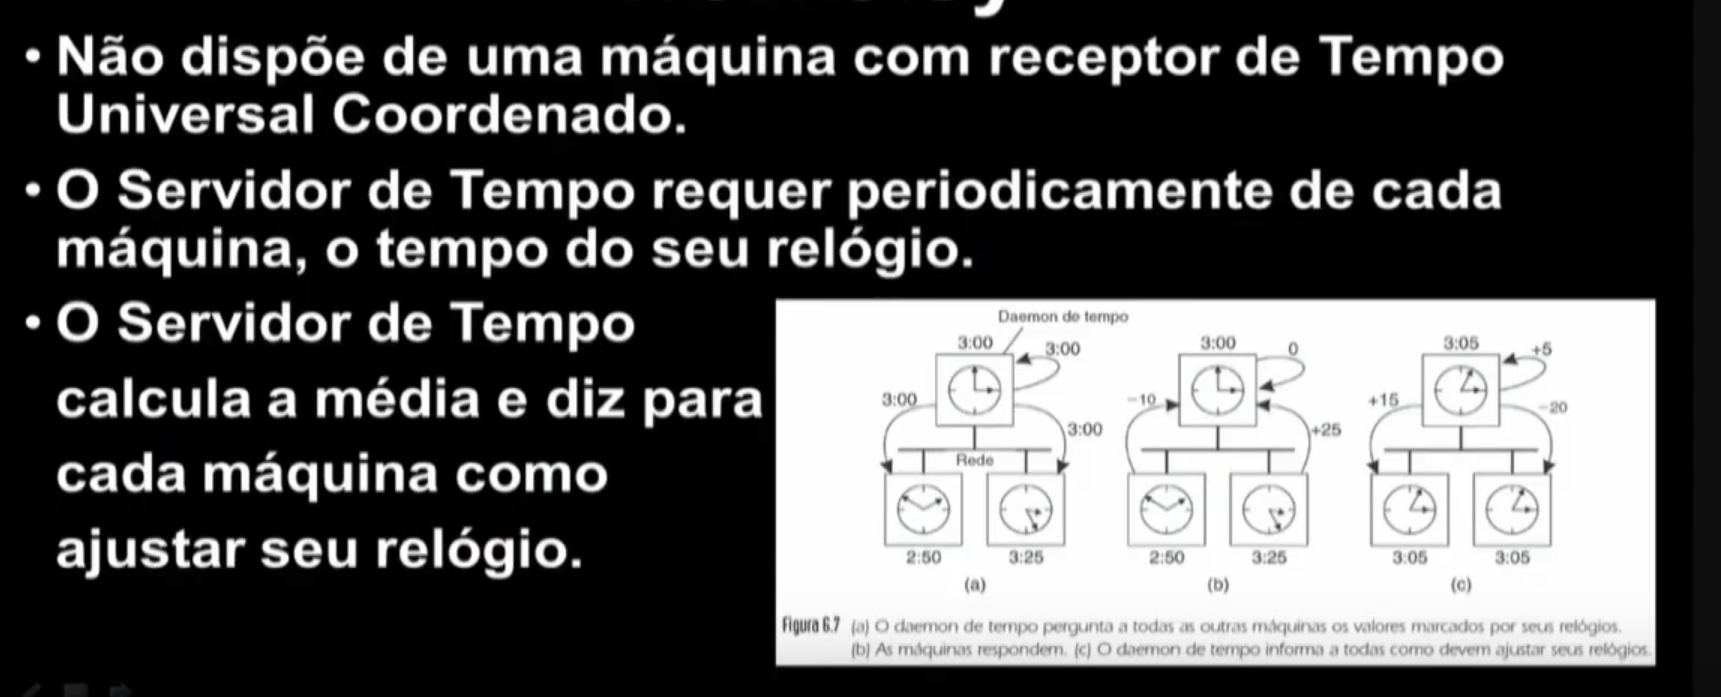 • Não dispõe de uma máquina com receptor de Tempo
Universal Coordenado.
• O Servidor de Tempo requer periodicamente de cada
máquina, o tempo do seu relógio.
• O Servidor de Tempo
calcula a média e diz para
cada máquina como
ajustar seu relógio.
Daemon de tempo
3:00
3:00
3:00
3:00
Rede
2:50
3:25
(a)
3:00
0
-10
+25
2:50
3:25
(b)
3:05
+5
+15
-20
3:05
3:05
(c)
Figura 6.7 (a) O daemon de tempo pergunta a todas as outras máquinas os valores marcados por seus relógios.
(b) As máquinas respondem. (c) O daemon de tempo informa a todas como devem ajustar seus relógios.